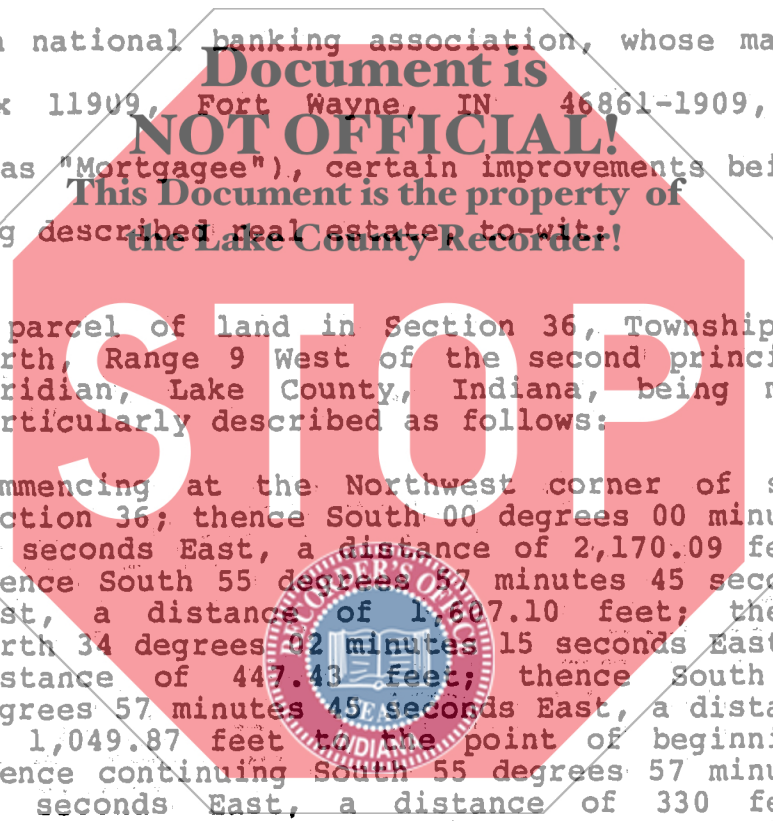 national banking association, whose ma
Document is
x 11909, Fort Wayne, IN 46861-1909,
NOT OFFICIAL!
as "Mortgagee"), certain improvements bei
This Document is the property of
g described real estate, to-wit:
the Lake County Recorder!
parcel of land in Section 36, Township
rth, Range 9 West of the second princi
ridian, Lake County, Indiana, being m
rticularly described as follows:
STOP
mmencing at the Northwest corner of s
ction 36; thence South 00 degrees 00 minu
seconds East, a distance of 2,170.09 fe
ence South 55 degrees 57 minutes 45 seco
st, a distance of 1,607.10 feet; the
rth 34 degrees 02 minutes 15 seconds East
stance of 447.43 feet; thence South
grees 57 minutes 45 seconds East, a dista
1,049.87 feet to the point of beginni
ence continuing South 55 degrees 57 minu
seconds East, a distance of 330 fe
RECORDER'S OFFICE
SEAL
INDIANA